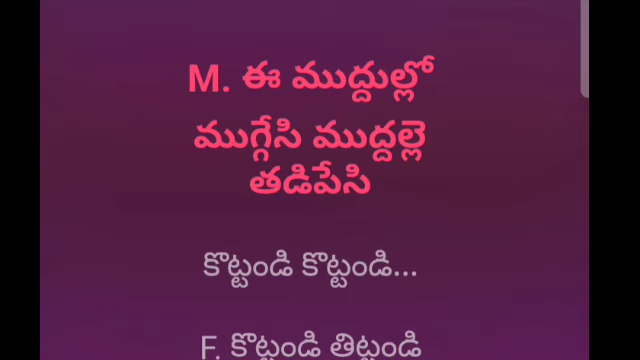 M. ఈ ముద్దుల్లో
ముగ్గేసి ముద్దల్లె
తడిపేసి
కొట్టండి కొట్టండి...
F. కొట్టండి తిట్టండి